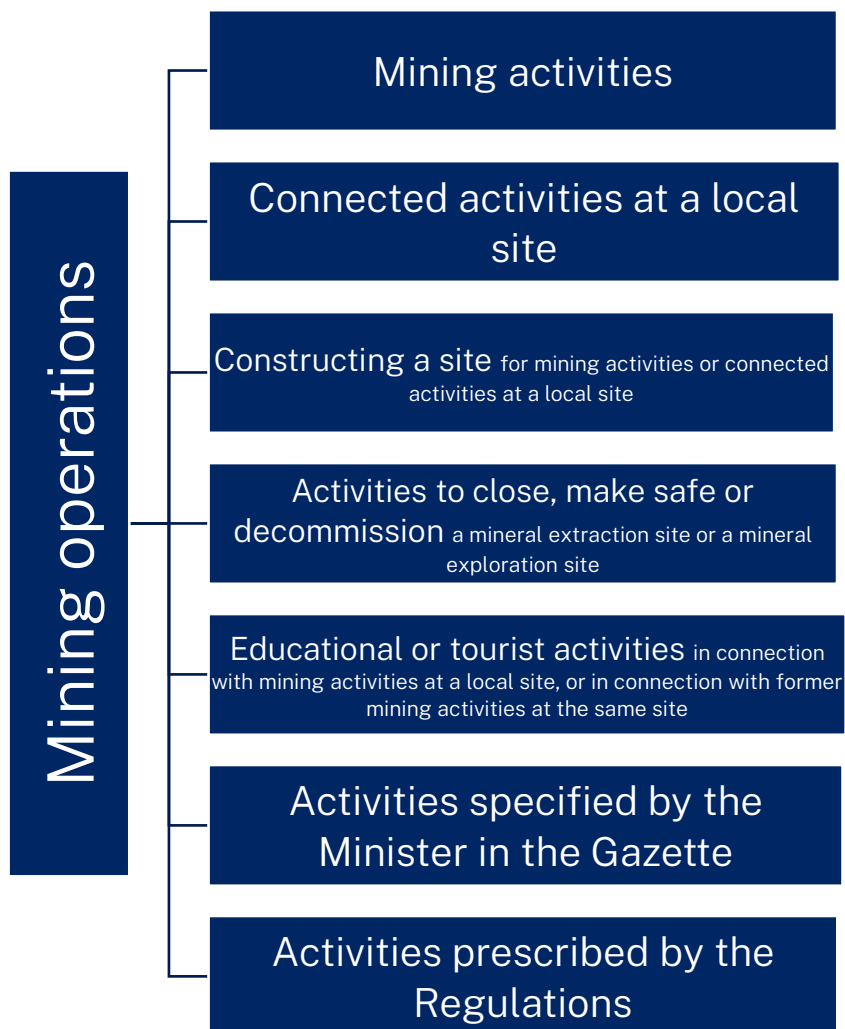 Mining operations
Mining activities
Connected activities at a local
site
Constructing a site for mining activities or connected
activities at a local site
Activities to close, make safe or
decommission a mineral extraction site or a mineral
exploration site
Educational or tourist activities in connection
with mining activities at a local site, or in connection with former
mining activities at the same site
Activities specified by the
Minister in the Gazette
Activities prescribed by the
Regulations